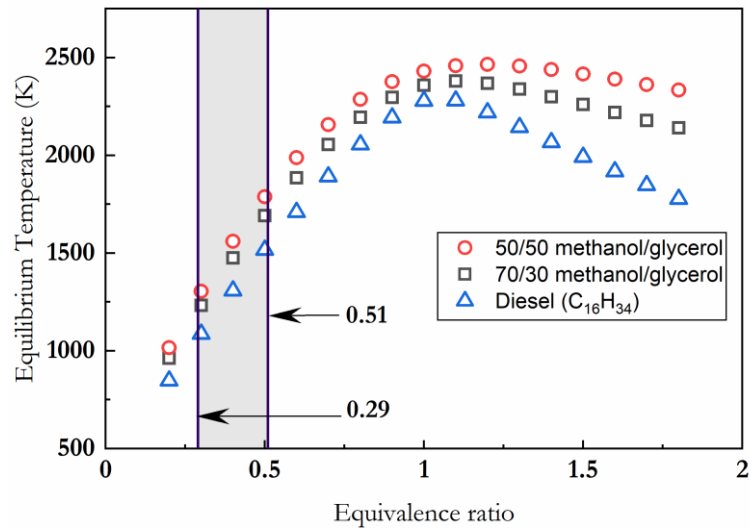 2500
2000
1500
1000
500
Equilibrium Temperature (K)
50/50 methanol/glycerol
70/30 methanol/glycerol
Diesel (C₁₆H₃₄)
0.51
0.29
0
0.5
1
1.5
2
Equivalence ratio